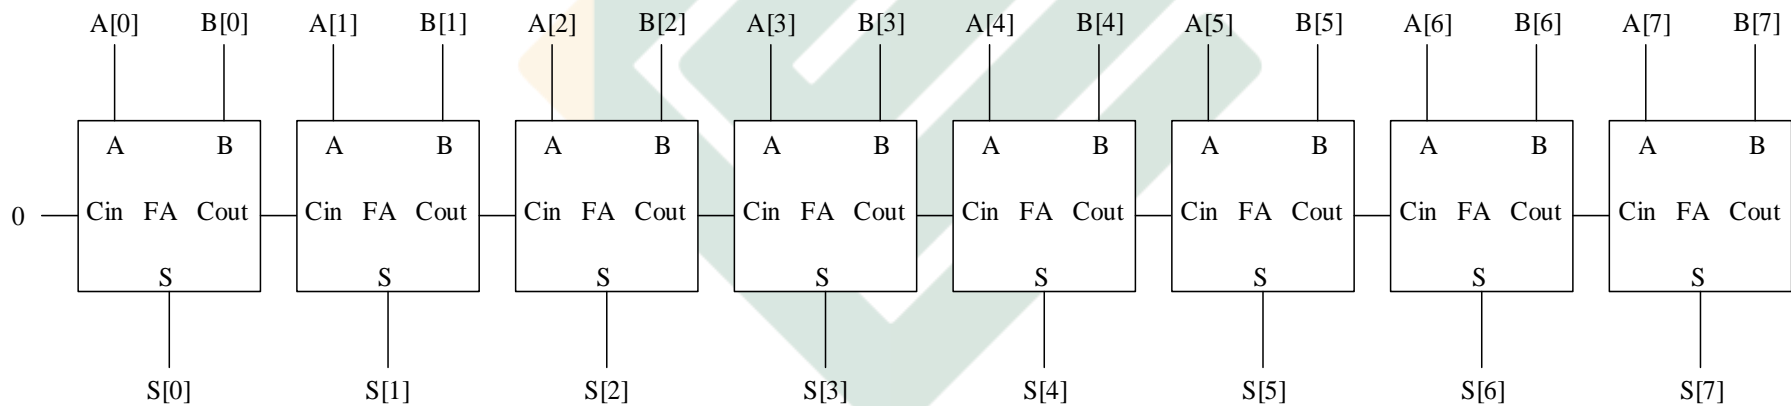 A[0] B[0] A[1] B[1] A[2] B[2] A[3] B[3] A[4] B[4] A[5] B[5] A[6] B[6] A[7] B[7]
A B A B A B A B A B A B A B A B
0 Cin FA Cout Cin FA Cout Cin FA Cout Cin FA Cout Cin FA Cout Cin FA Cout Cin FA Cout Cin FA Cout
S S S S S S S S
S[0] S[1] S[2] S[3] S[4] S[5] S[6] S[7]